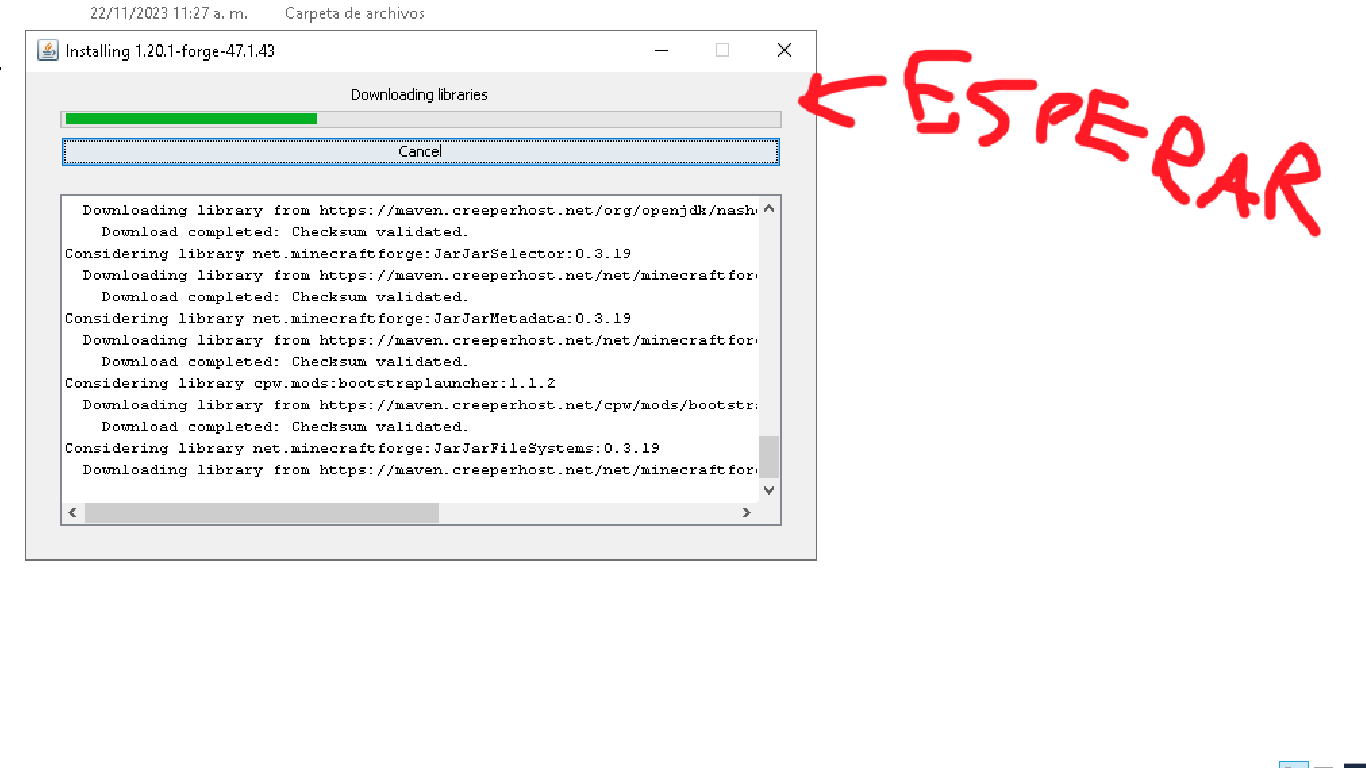 22/11/2023 11:27 a. m. Carpeta de archivos
Installing 1.20.1-forge-47.1.43
ESPERAR
Downloading libraries
Cancel
Downloading library from https://maven.creeperhost.net/org/openjdk/nash
Download completed: Checksum validated.
Considering library net.minecraftforge:JarJarSelector:0.3.19
Downloading library from https://maven.creeperhost.net/net/minecraftfor
Download completed: Checksum validated.
Considering library net.minecraftforge:JarJarMetadata:0.3.19
Downloading library from https://maven.creeperhost.net/net/minecraftfor
Download completed: Checksum validated.
Considering library cpw.mods:bootstraplauncher:1.1.2
Downloading library from https://maven.creeperhost.net/cpw/mods/bootstr
Download completed: Checksum validated.
Considering library net.minecraftforge:JarJarFileSystems:0.3.19
Downloading library from https://maven.creeperhost.net/net/minecraftfor